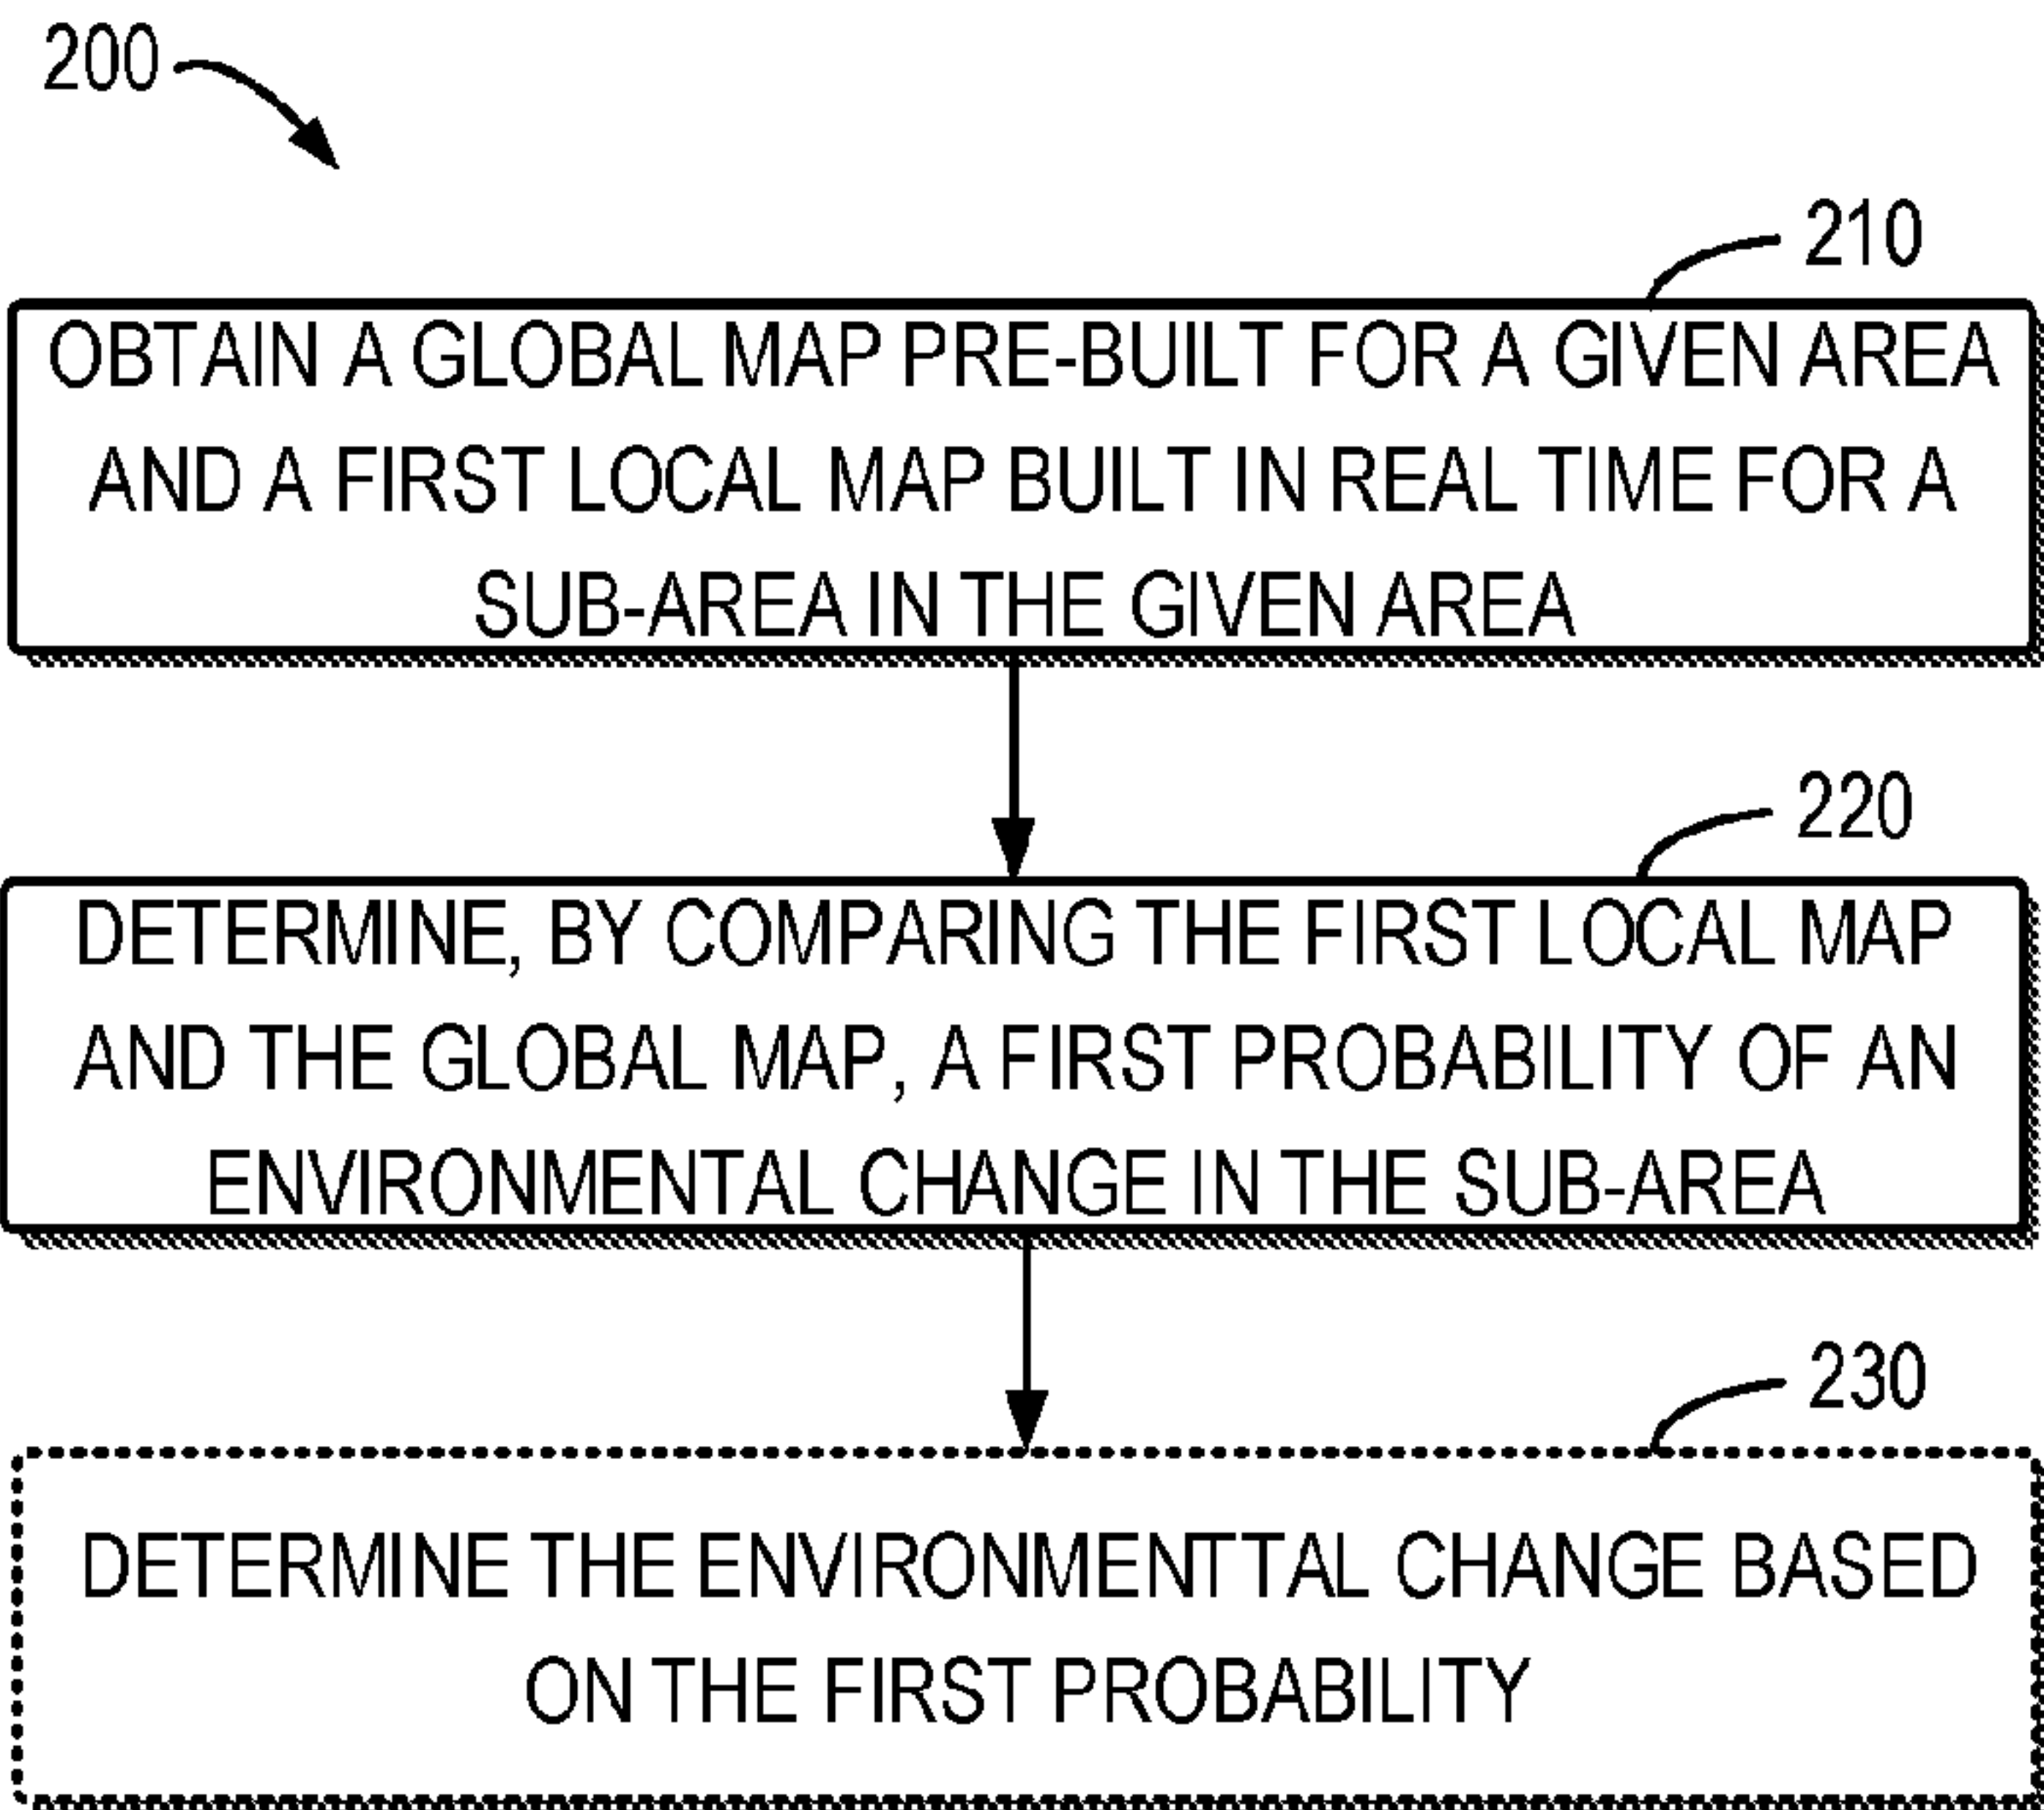 200
210
OBTAIN A GLOBAL MAP PRE-BUILT FOR A GIVEN AREA
AND A FIRST LOCAL MAP BUILT IN REAL TIME FOR A
SUB-AREA IN THE GIVEN AREA
220
DETERMINE, BY COMPARING THE FIRST LOCAL MAP
AND THE GLOBAL MAP, A FIRST PROBABILITY OF AN
ENVIRONMENTAL CHANGE IN THE SUB-AREA
230
DETERMINE THE ENVIRONMENTTAL CHANGE BASED
ON THE FIRST PROBABILITY